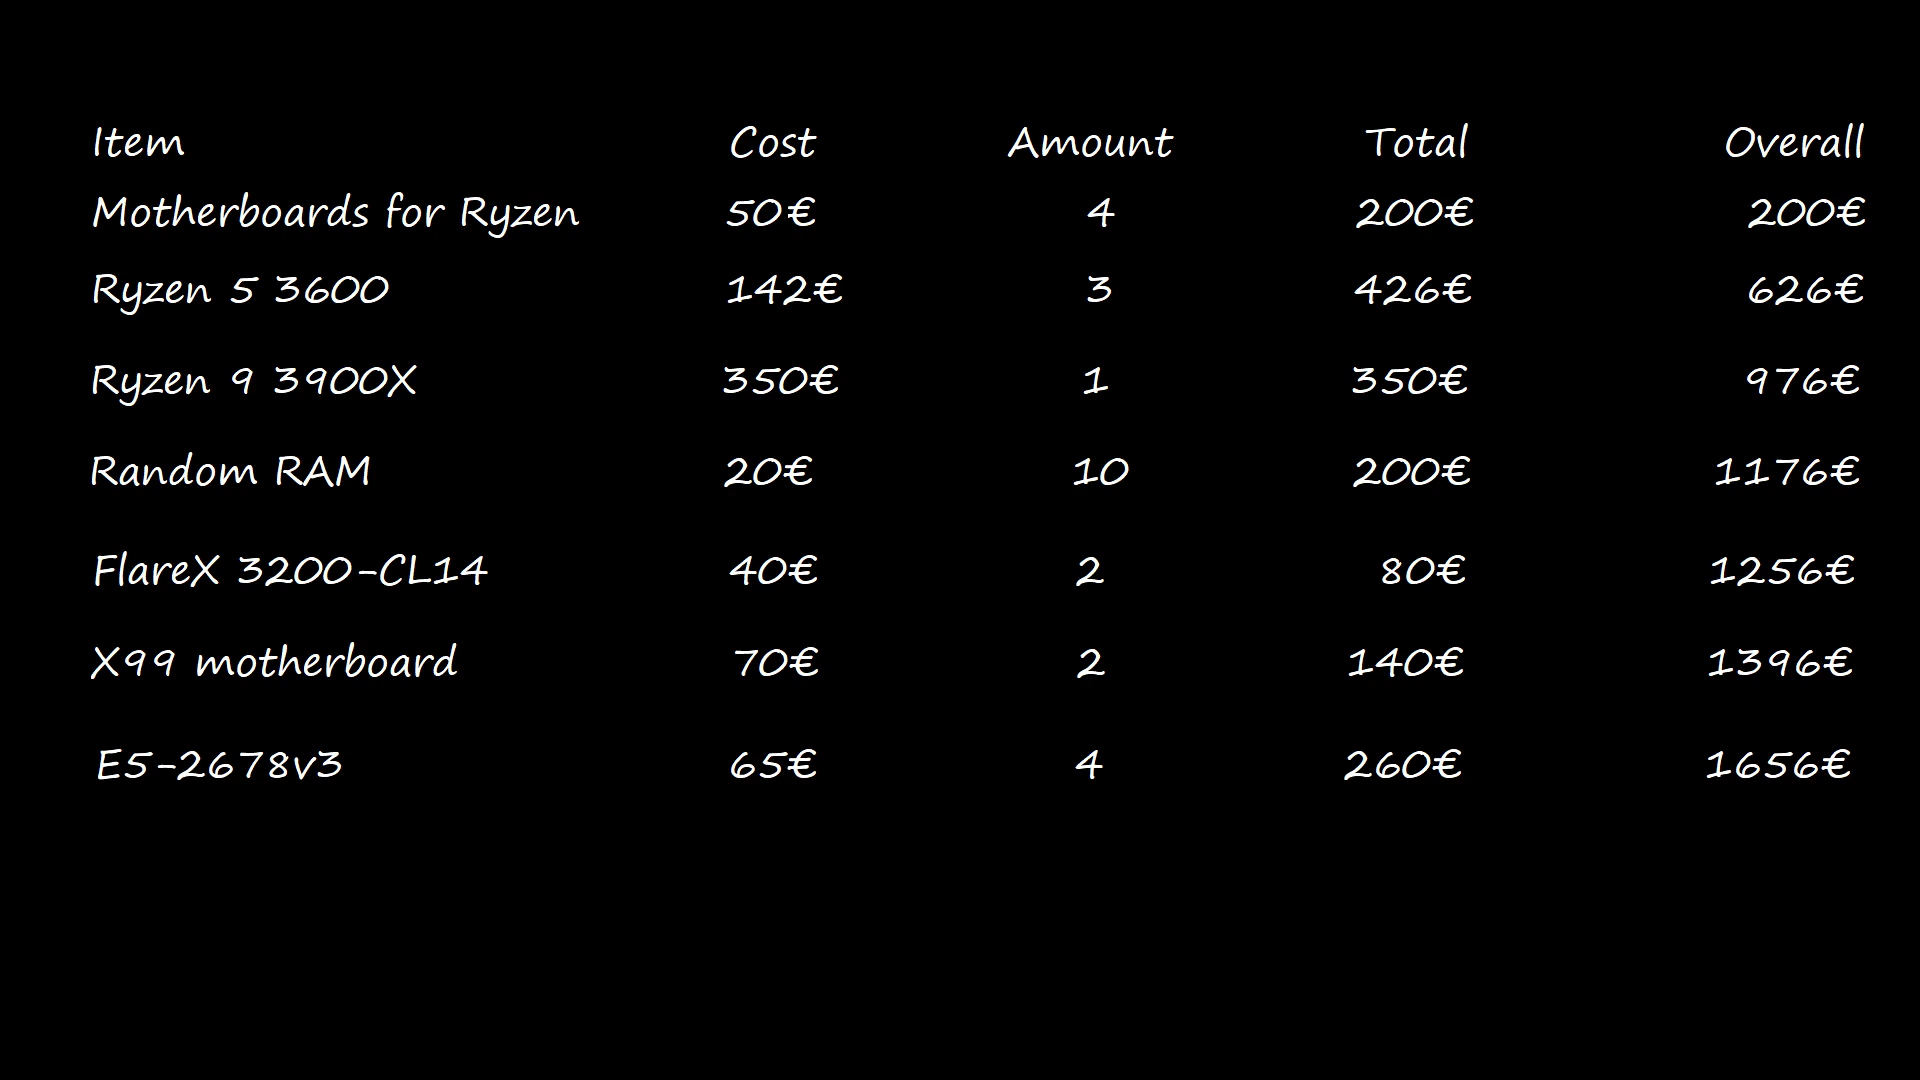 Item Cost Amount Total Overall
Motherboards for Ryzen 50€ 4 200€ 200€
Ryzen 5 3600 142€ 3 426€ 626€
Ryzen 9 3900X 350€ 1 350€ 976€
Random RAM 20€ 10 200€ 1176€
FlareX 3200-CL14 40€ 2 80€ 1256€
X99 motherboard 70€ 2 140€ 1396€
E5-2678v3 65€ 4 260€ 1656€